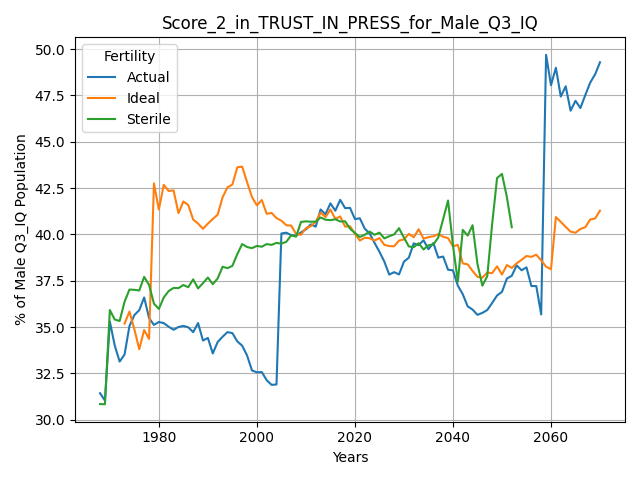 Score_2_in_TRUST_IN_PRESS_for_Male_Q3_IQ
Fertility
Actual
Ideal
Sterile
% of Male Q3_IQ Population
50.0
47.5
45.0
42.5
40.0
37.5
35.0
32.5
30.0
1980
2000
2020
2040
2060
Years